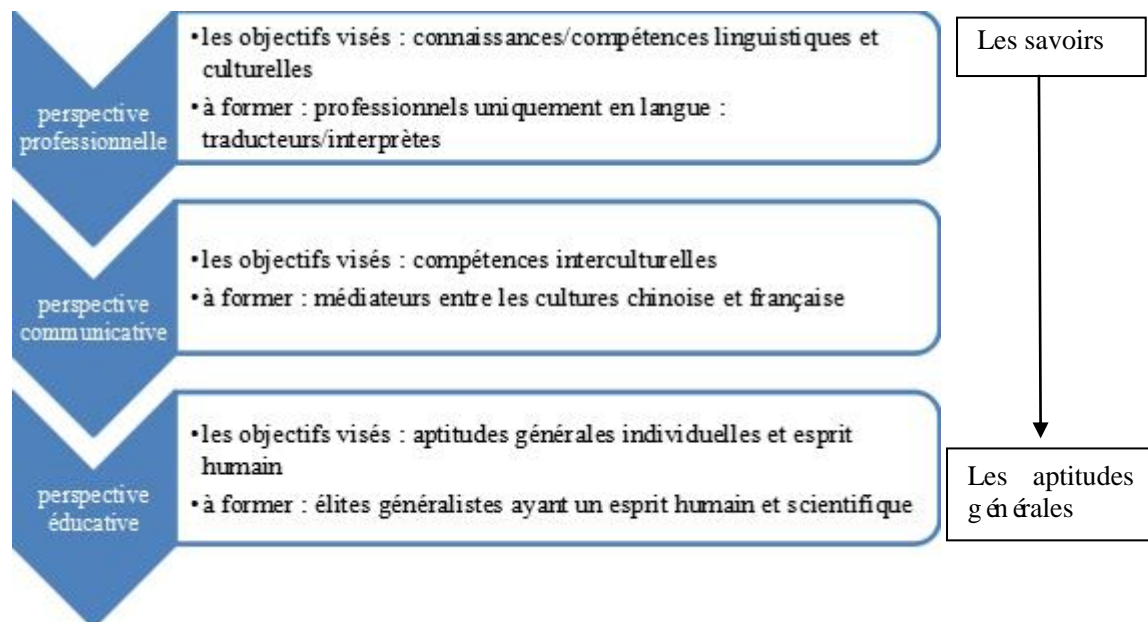 perspective
professionnelle
•les objectifs visés : connaissances/compétences linguistiques et
culturelles
•à former : professionnels uniquement en langue :
traducteurs/interprètes
Les savoirs
perspective
communicative
•les objectifs visés : compétences interculturelles
•à former : médiateurs entre les cultures chinoise et française
perspective
éducative
•les objectifs visés : aptitudes générales individuelles et esprit
humain
•à former : élites généralistes ayant un esprit humain et scientifique
Les aptitudes
générales